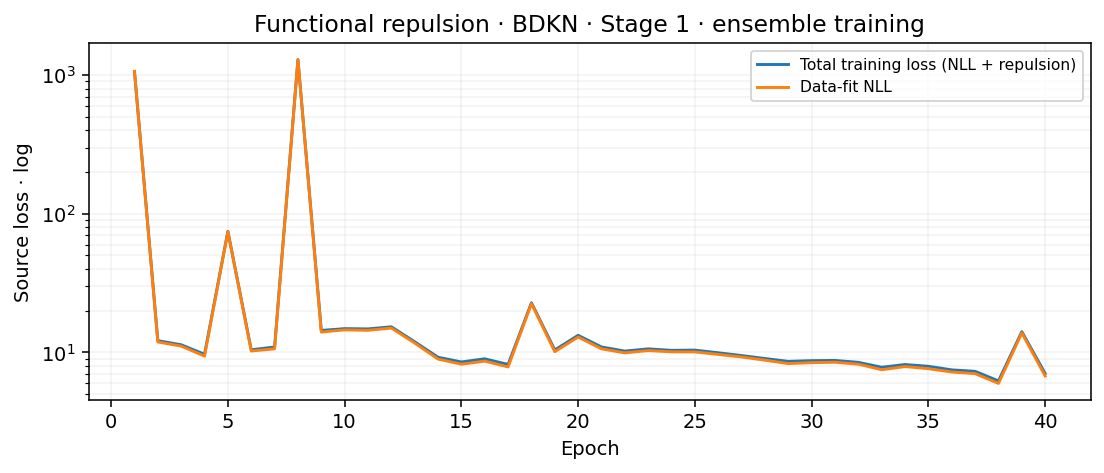 Functional repulsion · BDKN · Stage 1 · ensemble training
Total training loss (NLL + repulsion)
Data-fit NLL
Source loss · log
10³
10²
10¹
0 5 10 15 20 25 30 35 40
Epoch